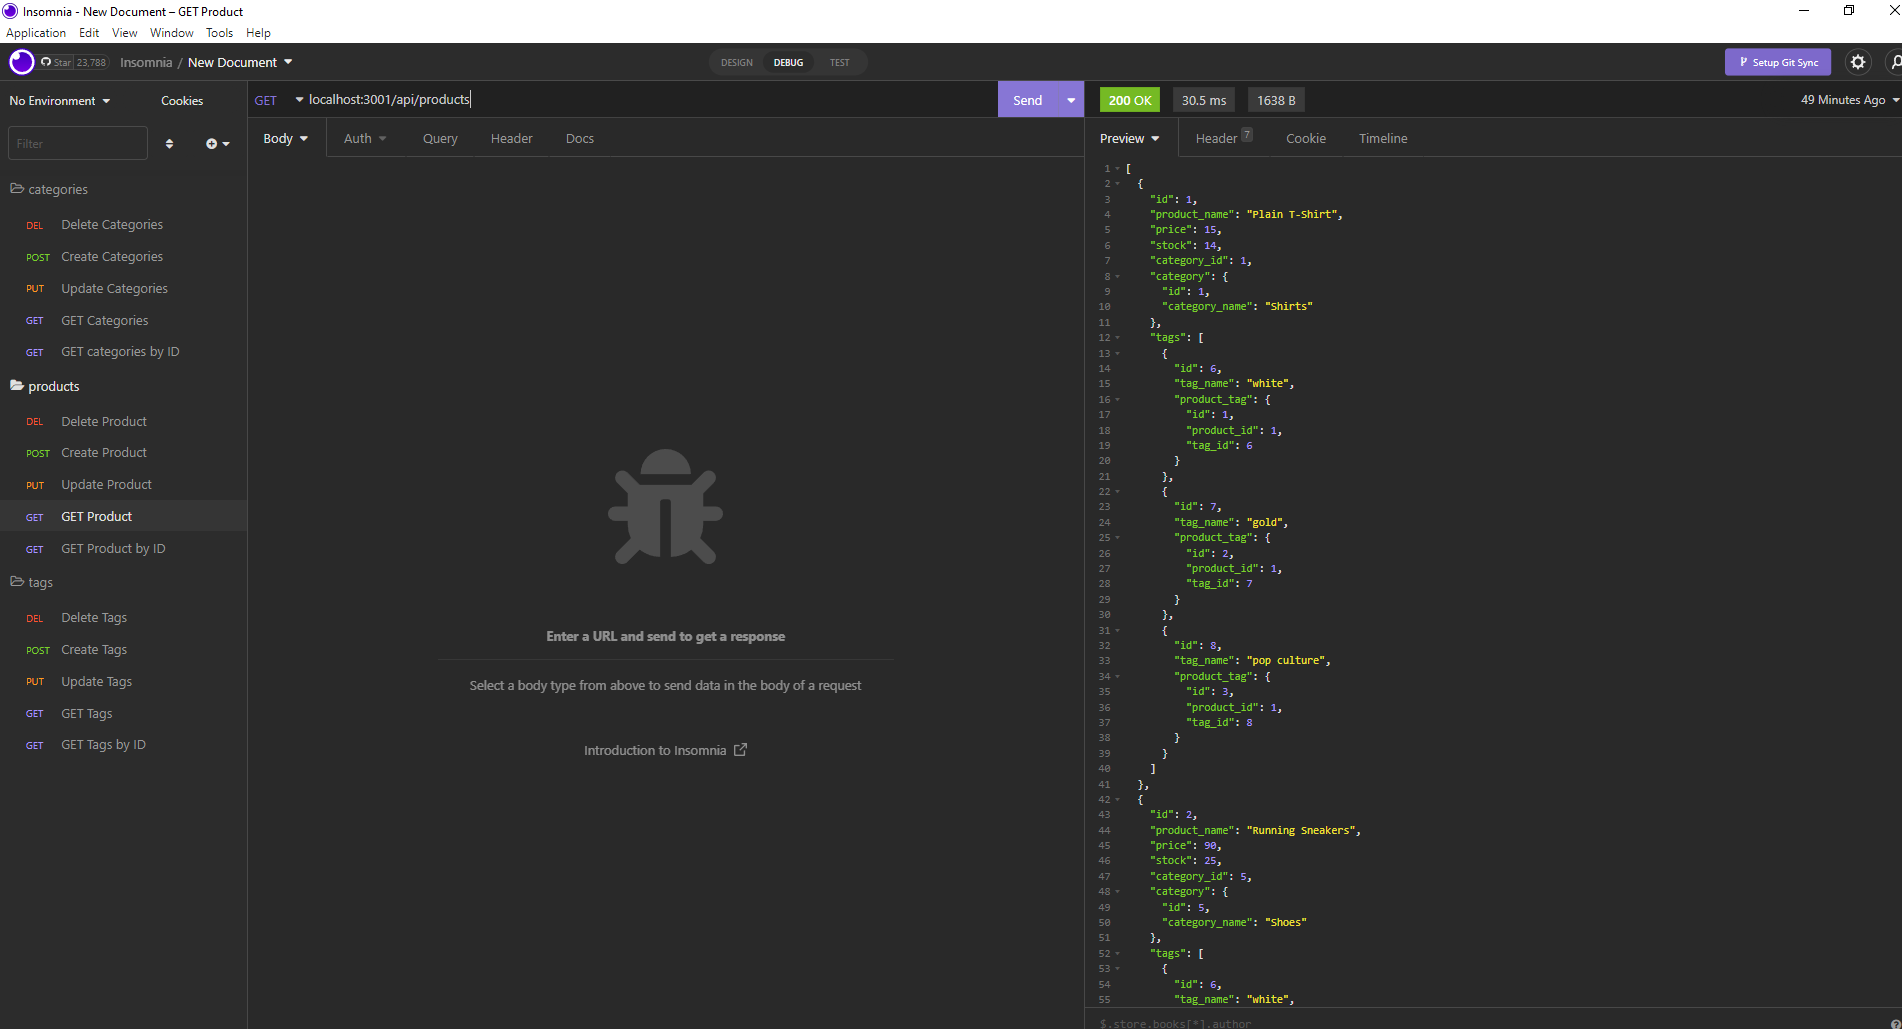 Insomnia - New Document – GET Product
Application Edit View Window Tools Help
Star 23,788 Insomnia / New Document DESIGN DEBUG TEST Setup Git Sync
No Environment Cookies
GET localhost:3001/api/products Send
200 OK 30.5 ms 1638 B 49 Minutes Ago
Filter
Body Auth Query Header Docs
Preview Header 7 Cookie Timeline
categories
DEL Delete Categories
POST Create Categories
PUT Update Categories
GET GET Categories
GET GET categories by ID
products
DEL Delete Product
POST Create Product
PUT Update Product
GET GET Product
GET GET Product by ID
tags
DEL Delete Tags
POST Create Tags
PUT Update Tags
GET GET Tags
GET GET Tags by ID
Enter a URL and send to get a response
Select a body type from above to send data in the body of a request
Introduction to Insomnia
1 [
2 {
3 "id": 1,
4 "product_name": "Plain T-Shirt",
5 "price": 15,
6 "stock": 14,
7 "category_id": 1,
8 "category": {
9 "id": 1,
10 "category_name": "Shirts"
11 },
12 "tags": [
13 {
14 "id": 6,
15 "tag_name": "white",
16 "product_tag": {
17 "id": 1,
18 "product_id": 1,
19 "tag_id": 6
20 }
21 },
22 {
23 "id": 7,
24 "tag_name": "gold",
25 "product_tag": {
26 "id": 2,
27 "product_id": 1,
28 "tag_id": 7
29 }
30 },
31 {
32 "id": 8,
33 "tag_name": "pop culture",
34 "product_tag": {
35 "id": 3,
36 "product_id": 1,
37 "tag_id": 8
38 }
39 }
40 ]
41 },
42 {
43 "id": 2,
44 "product_name": "Running Sneakers",
45 "price": 90,
46 "stock": 25,
47 "category_id": 5,
48 "category": {
49 "id": 5,
50 "category_name": "Shoes"
51 },
52 "tags": [
53 {
54 "id": 6,
55 "tag_name": "white",
$.store.books[*].author